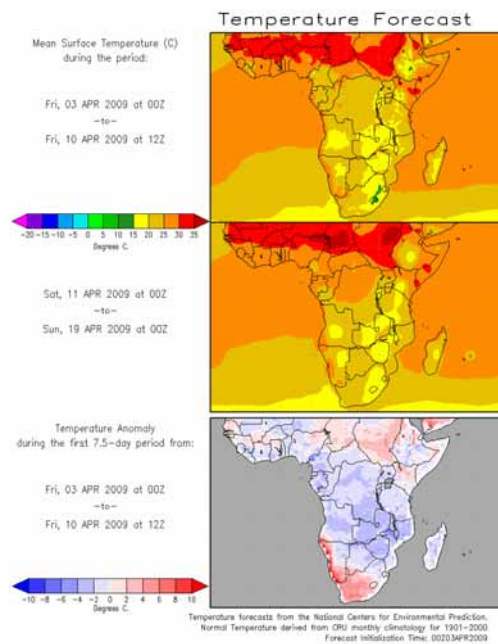 Temperature Forecast
Mean Surface Temperature (C)
during the period:
Fri, 03 APR 2009 at 00Z
-to-
Fri, 10 APR 2009 at 12Z
-20 -15 -10 -5 0 5 10 15 20 25 30 35
Degrees C.
Sat, 11 APR 2009 at 00Z
-to-
Sun, 19 APR 2009 at 00Z
Temperature Anomaly
during the first 7.5-day period from:
Fri, 03 APR 2009 at 00Z
-to-
Fri, 10 APR 2009 at 12Z
-10 -8 -6 -4 -2 0 2 4 6 8 10
Degrees C.
Temperature forecasts from the National Centers for Environmental Prediction.
Normal Temperature derived from CRU monthly climatology for 1901-2000
Forecast Initialization Time: 00Z03APR2009